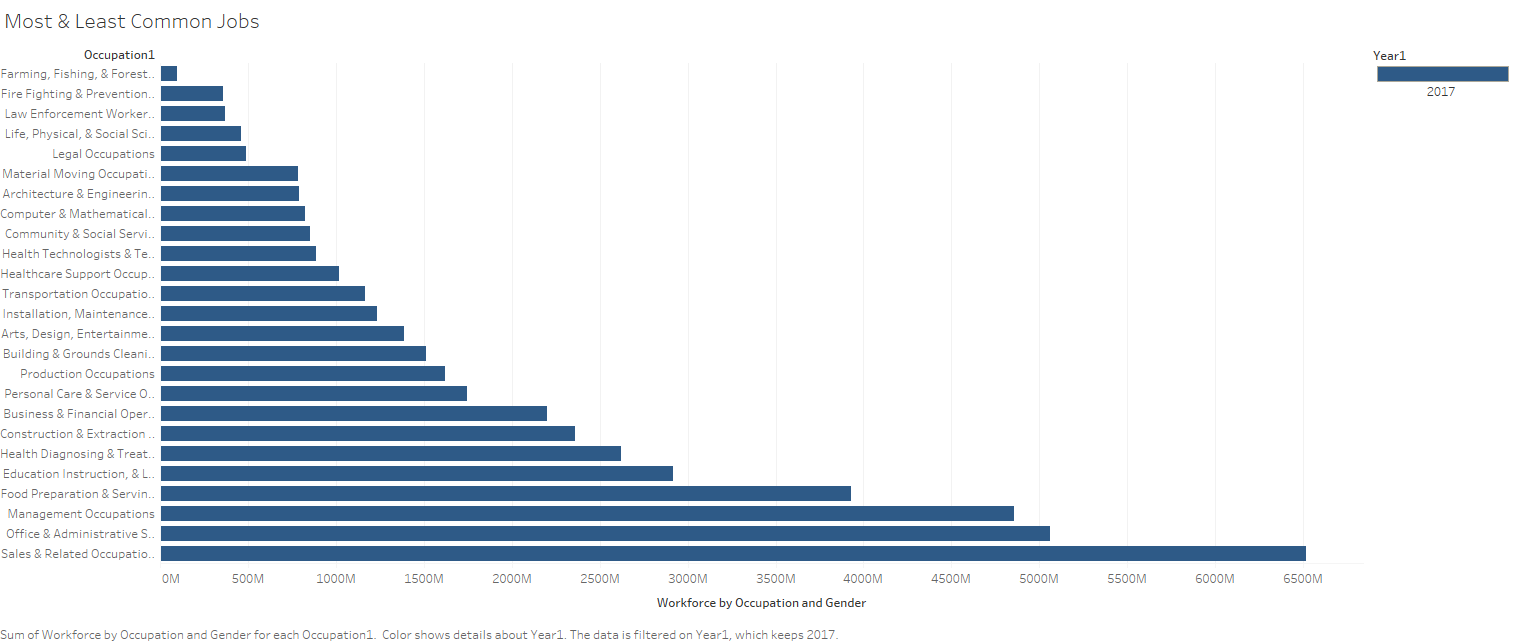 Most & Least Common Jobs
Occupation1
Year1
2017
Farming, Fishing, & Forest..
Fire Fighting & Prevention..
Law Enforcement Worker..
Life, Physical, & Social Sci..
Legal Occupations
Material Moving Occupati..
Architecture & Engineerin..
Computer & Mathematical..
Community & Social Servi..
Health Technologists & Te..
Healthcare Support Occup..
Transportation Occupatio..
Installation, Maintenance..
Arts, Design, Entertainme..
Building & Grounds Cleani..
Production Occupations
Personal Care & Service O..
Business & Financial Oper..
Construction & Extraction ..
Health Diagnosing & Treat..
Education Instruction, & L..
Food Preparation & Servin..
Management Occupations
Office & Administrative S..
Sales & Related Occupatio..
0M 500M 1000M 1500M 2000M 2500M 3000M 3500M 4000M 4500M 5000M 5500M 6000M 6500M
Workforce by Occupation and Gender
Sum of Workforce by Occupation and Gender for each Occupation1. Color shows details about Year1. The data is filtered on Year1, which keeps 2017.